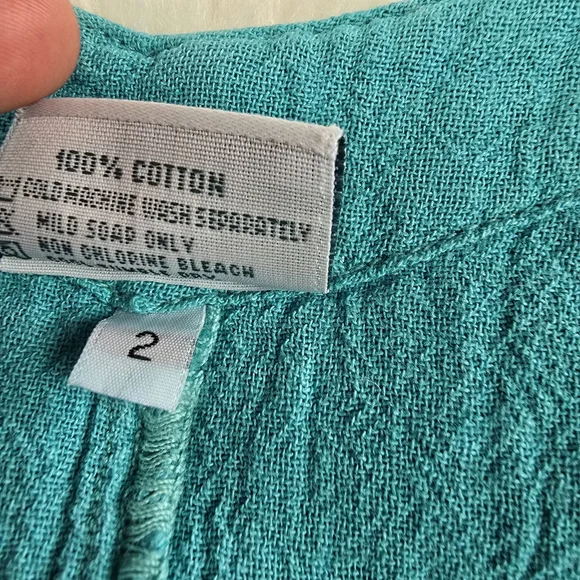 100% COTTON
COLD MACHINE WASH SEPARATELY
MILD SOAP ONLY
NON CHLORINE BLEACH
2